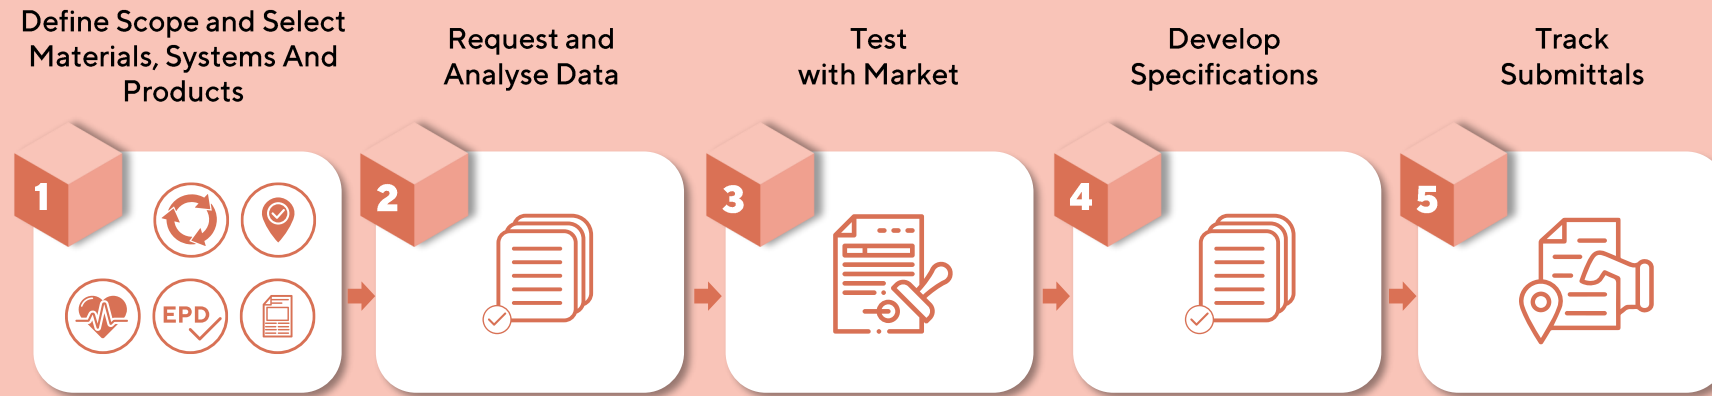 Define Scope and Select
Materials, Systems And
Products
Request and
Analyse Data
Test
with Market
Develop
Specifications
Track
Submittals
1
2
3
4
5
EPD